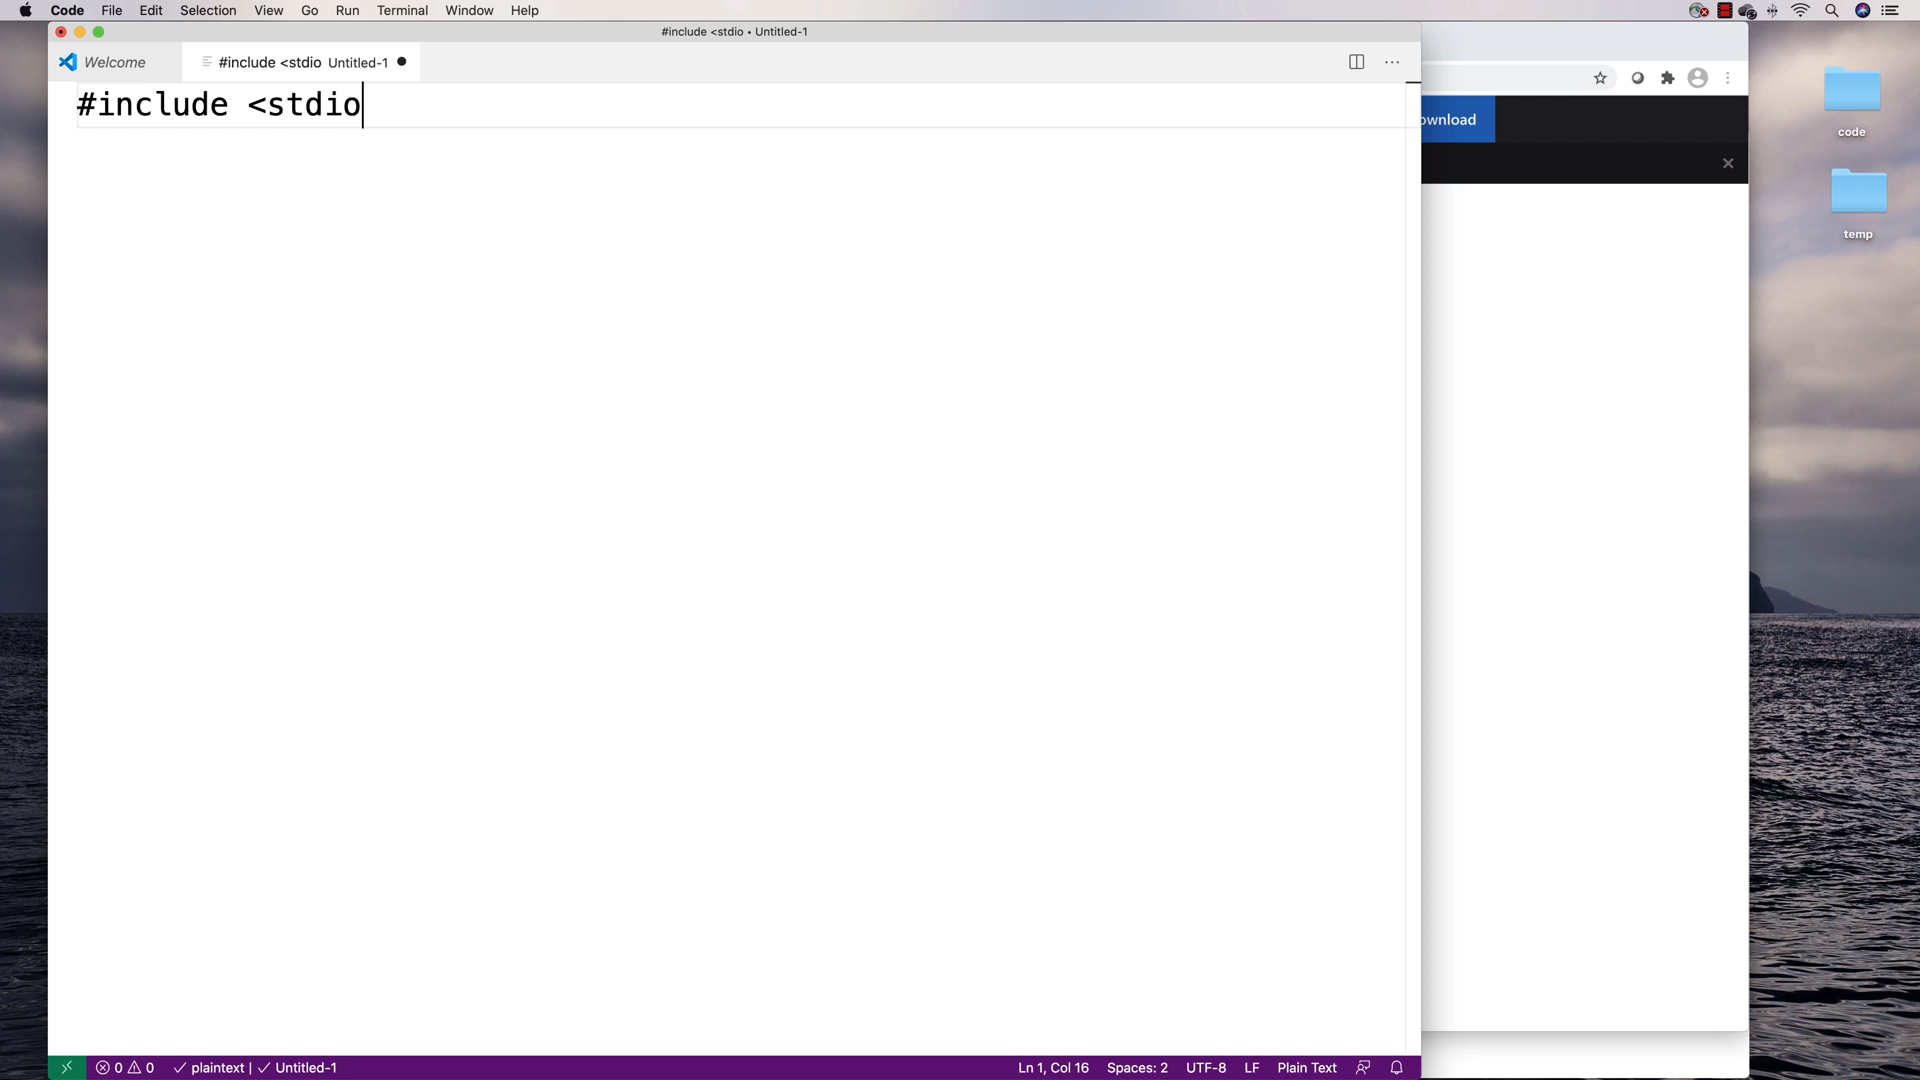 Code File Edit Selection View Go Run Terminal Window Help
#include <stdio • Untitled-1
Welcome
#include <stdio Untitled-1
#include <stdio
ownload
code
temp
0 0 plaintext | Untitled-1
Ln 1, Col 16 Spaces: 2 UTF-8 LF Plain Text